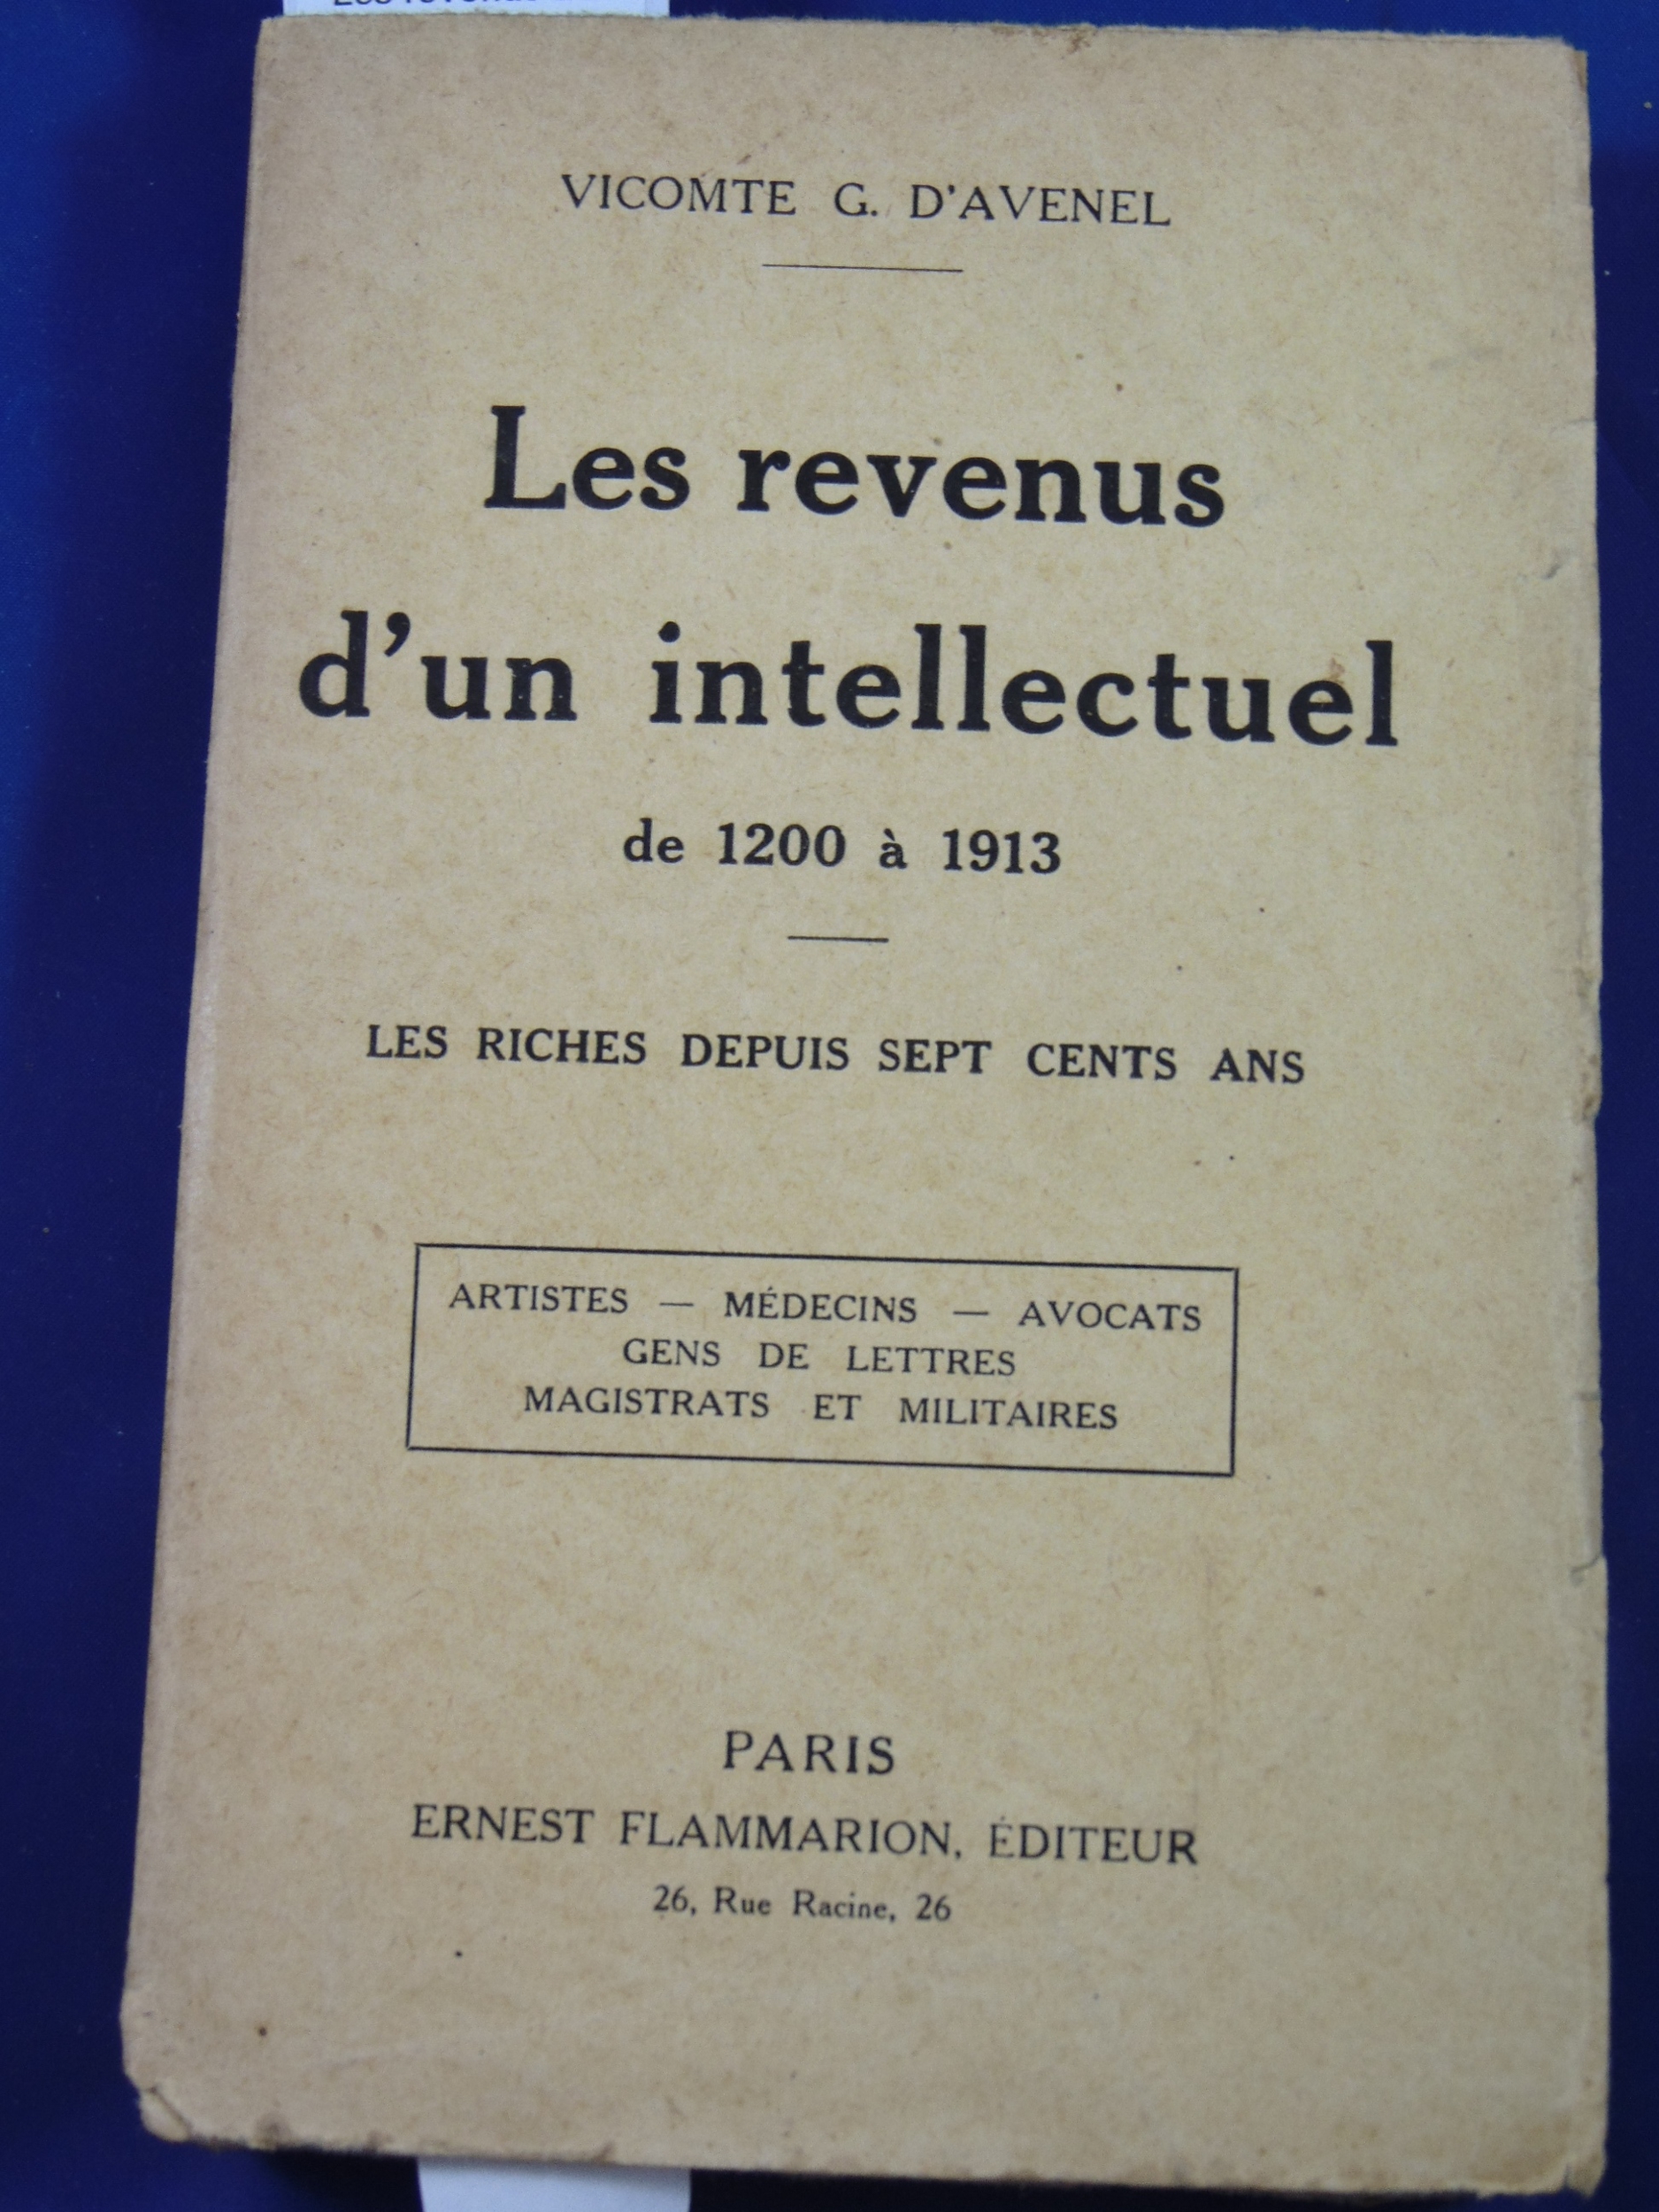 VICOMTE G. D'AVENEL
Les revenus
d'un intellectuel
de 1200 à 1913
LES RICHES DEPUIS SEPT CENTS ANS
ARTISTES — MÉDECINS — AVOCATS
GENS DE LETTRES
MAGISTRATS ET MILITAIRES
PARIS
ERNEST FLAMMARION, ÉDITEUR
26, Rue Racine, 26